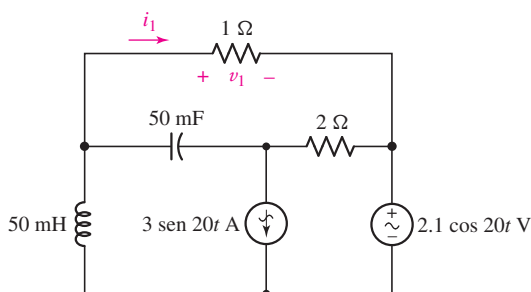 i₁
1 Ω
+ v₁ −
50 mF
2 Ω
50 mH
3 sen 20t A
+
−
2.1 cos 20t V